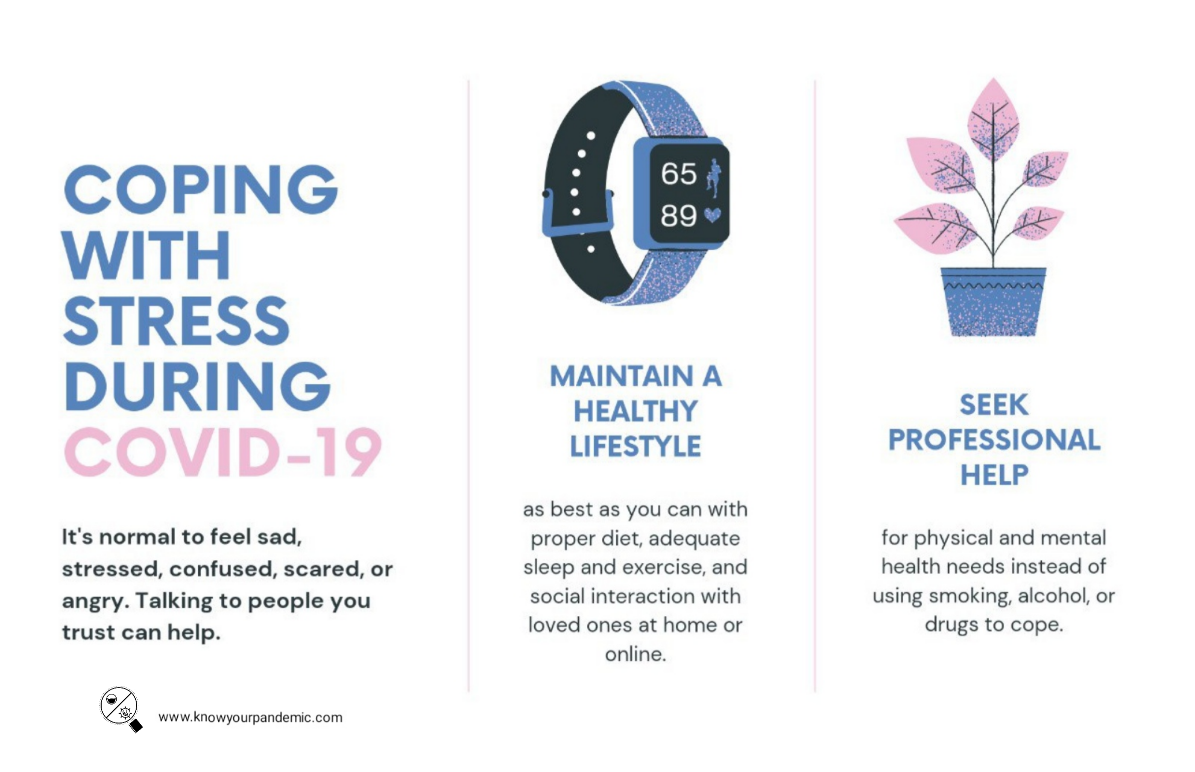 COPING
WITH
STRESS
DURING
COVID-19
It's normal to feel sad,
stressed, confused, scared, or
angry. Talking to people you
trust can help.
www.knowyourpandemic.com
65
89
MAINTAIN A
HEALTHY
LIFESTYLE
as best as you can with
proper diet, adequate
sleep and exercise, and
social interaction with
loved ones at home or
online.
SEEK
PROFESSIONAL
HELP
for physical and mental
health needs instead of
using smoking, alcohol, or
drugs to cope.